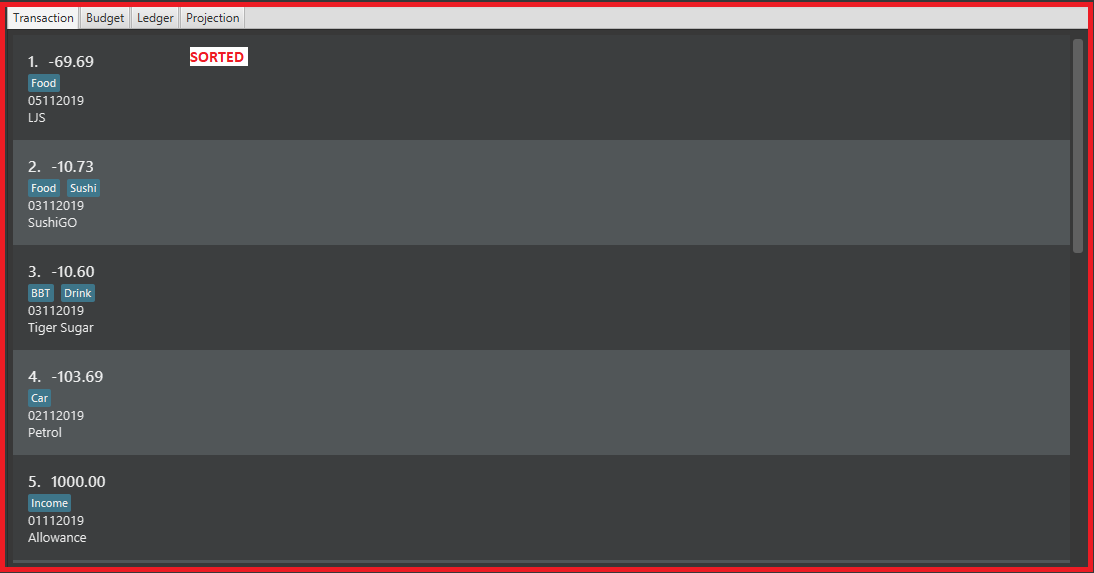 Transaction Budget Ledger Projection
1. -69.69 SORTED
Food
05112019
LJS
2. -10.73
Food Sushi
03112019
SushiGO
3. -10.60
BBT Drink
03112019
Tiger Sugar
4. -103.69
Car
02112019
Petrol
5. 1000.00
Income
01112019
Allowance